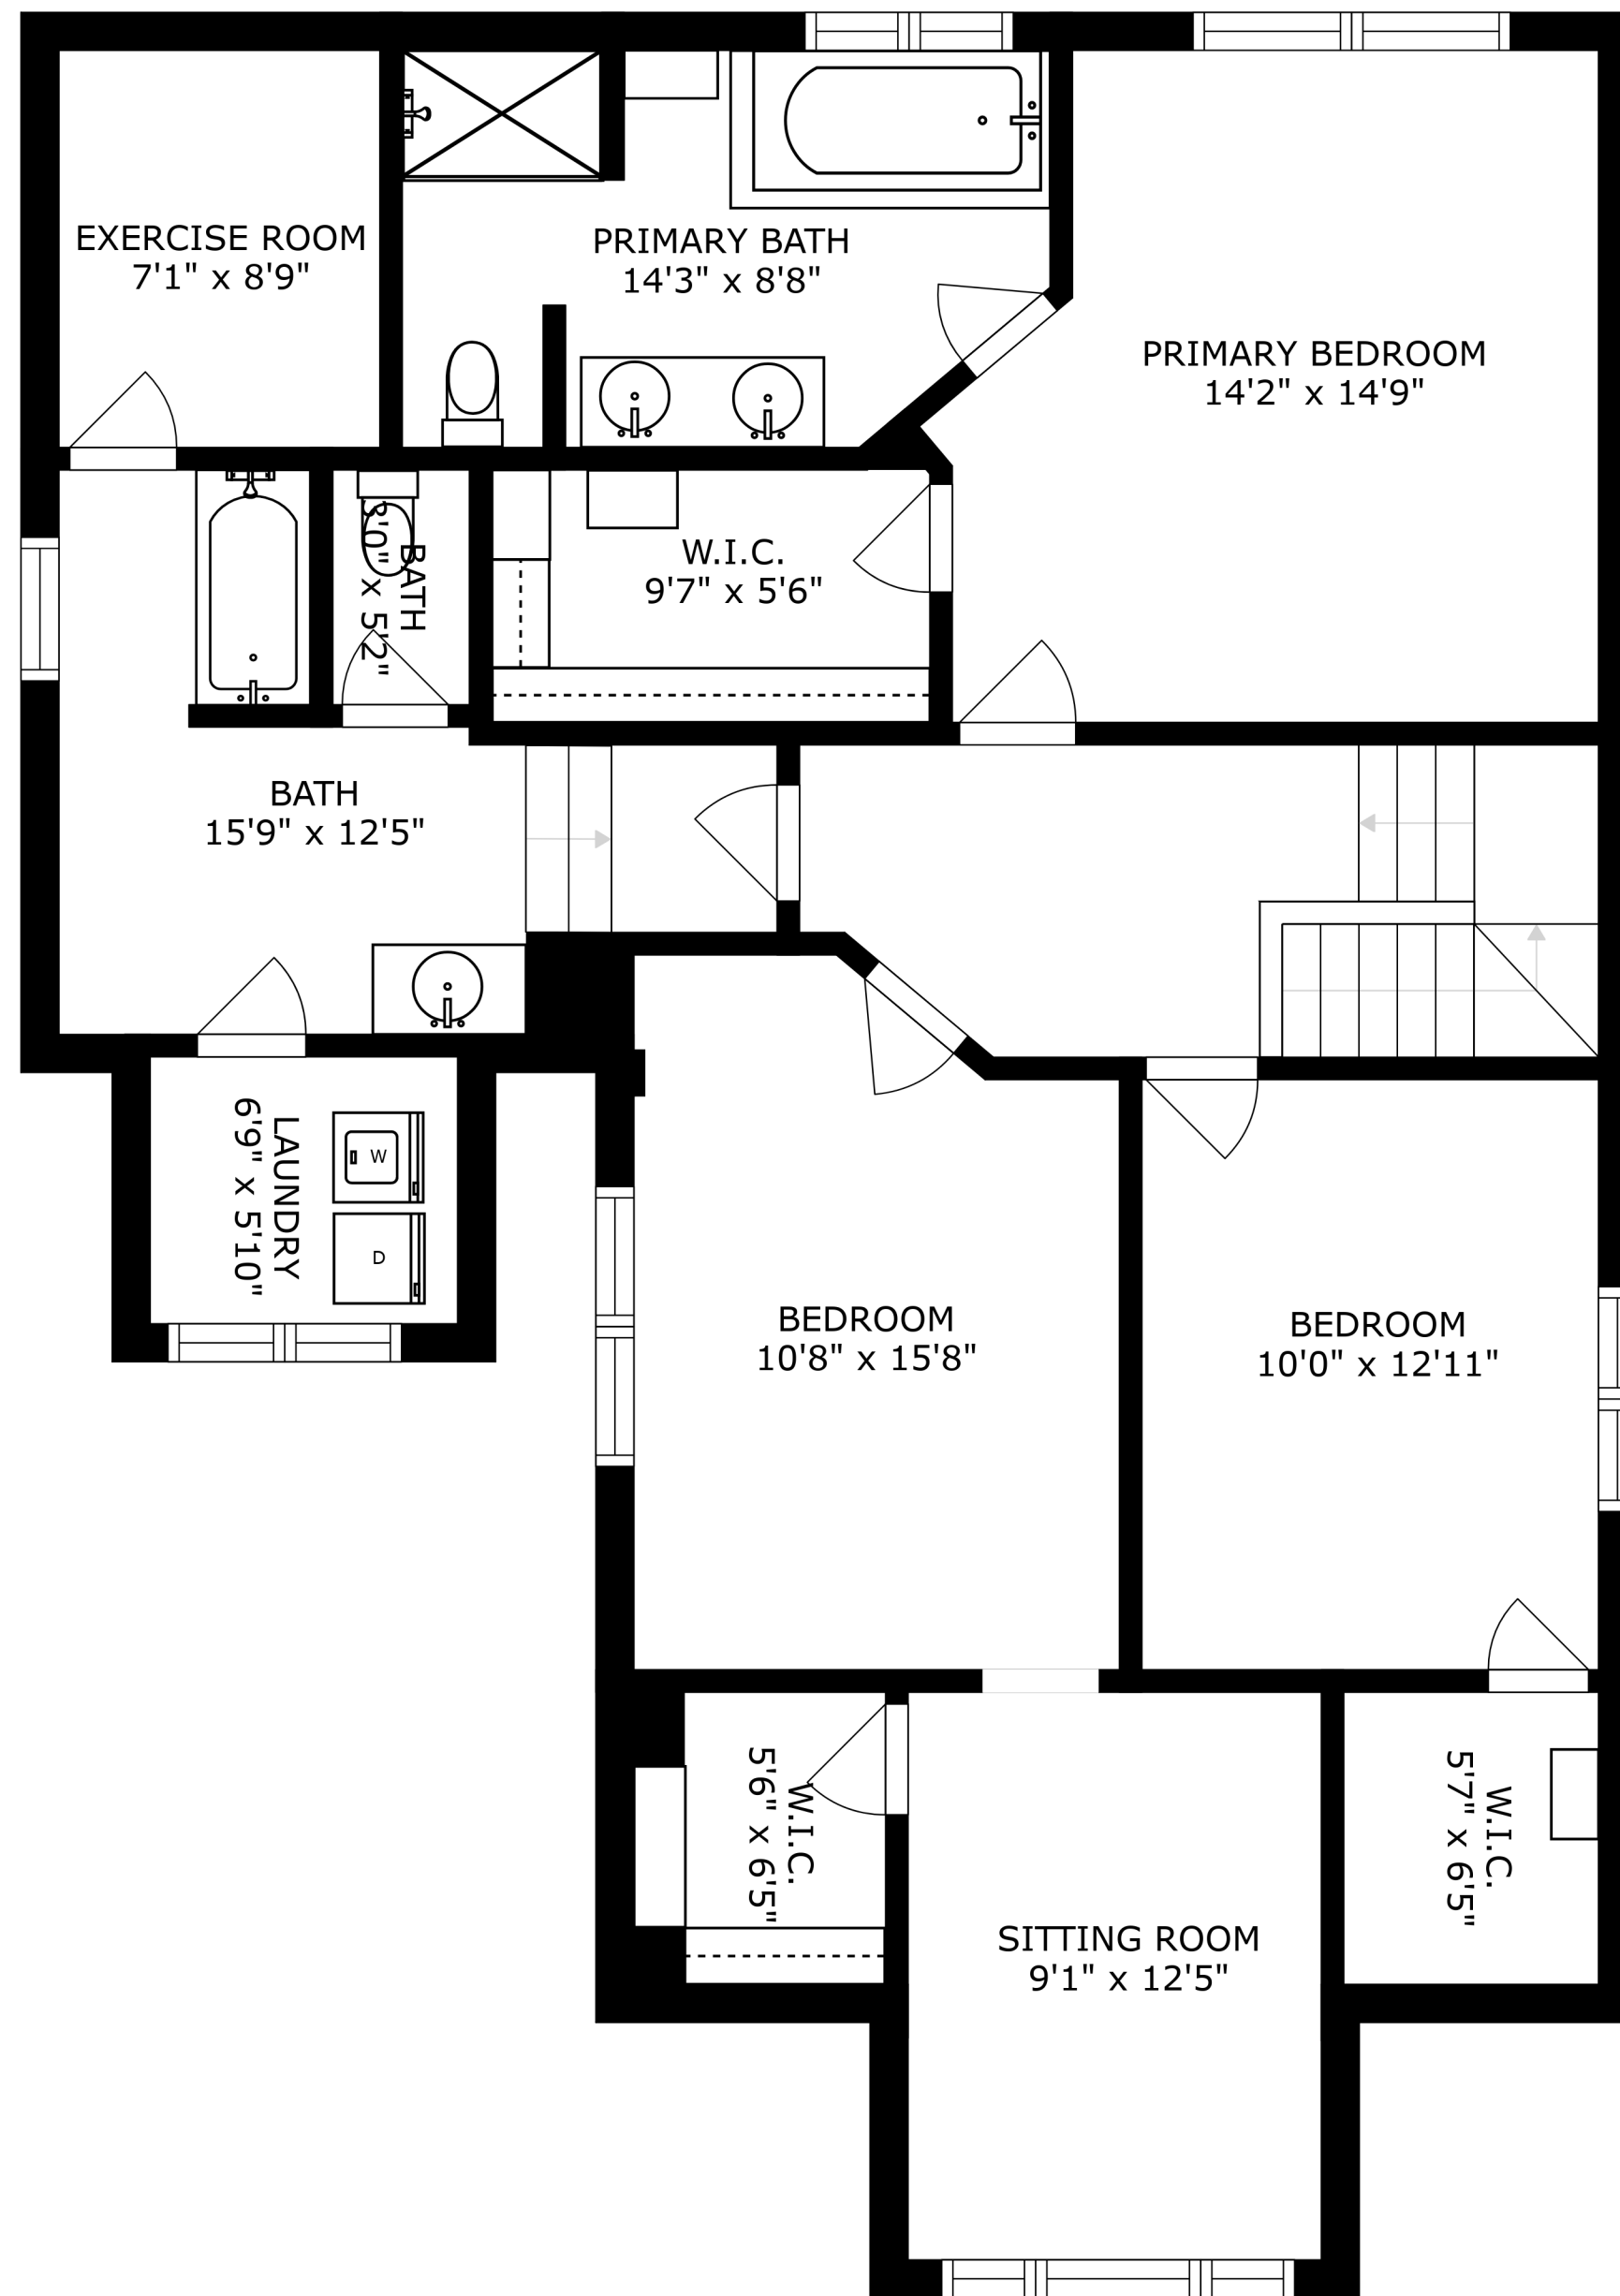 EXERCISE ROOM
7'1" x 8'9"
PRIMARY BATH
14'3" x 8'8"
PRIMARY BEDROOM
14'2" x 14'9"
BATH
3'0" x 5'2"
W.I.C.
9'7" x 5'6"
BATH
15'9" x 12'5"
LAUNDRY
6'9" x 5'10"
W
D
BEDROOM
10'8" x 15'8"
BEDROOM
10'0" x 12'11"
W.I.C.
5'6" x 6'5"
W.I.C.
5'7" x 6'5"
SITTING ROOM
9'1" x 12'5"